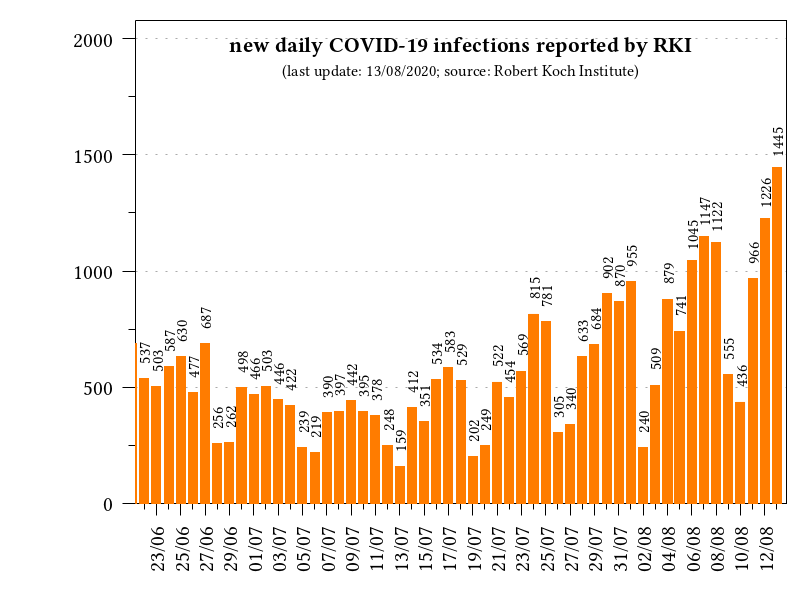 new daily COVID-19 infections reported by RKI
(last update: 13/08/2020; source: Robert Koch Institute)
2000
1500
1000
500
0
537 503 587 630 477 687 256 262 498 466 503 446 422 239 219 390 397 442 395 378 248 159 412 351 534 583 529 202 249 522 454 569 815 781 305 340 633 684 902 870 955 240 509 879 741 1045 1147 1122 555 436 966 1226 1445
23/06 25/06 27/06 29/06 01/07 03/07 05/07 07/07 09/07 11/07 13/07 15/07 17/07 19/07 21/07 23/07 25/07 27/07 29/07 31/07 02/08 04/08 06/08 08/08 10/08 12/08